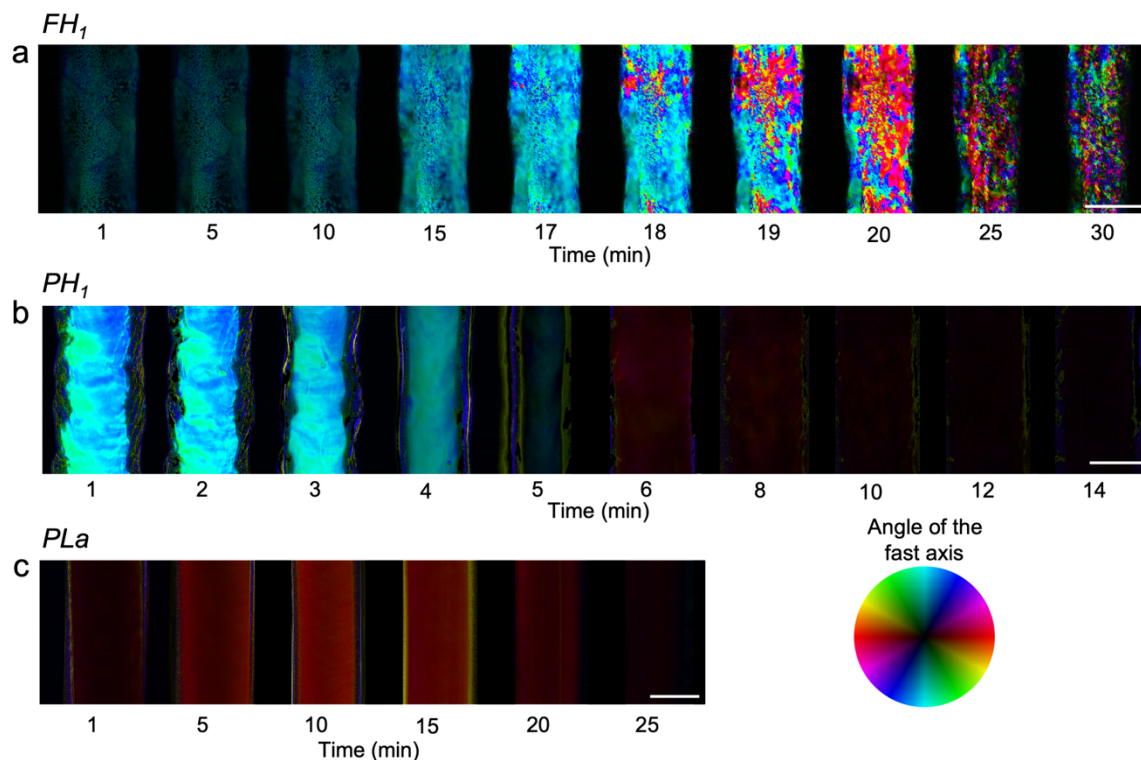 FH₁
a
1 5 10 15 17 18 19 20 25 30
Time (min)
PH₁
b
1 2 3 4 5 6 8 10 12 14
Time (min)
PLa
c
1 5 10 15 20 25
Time (min)
Angle of the
fast axis